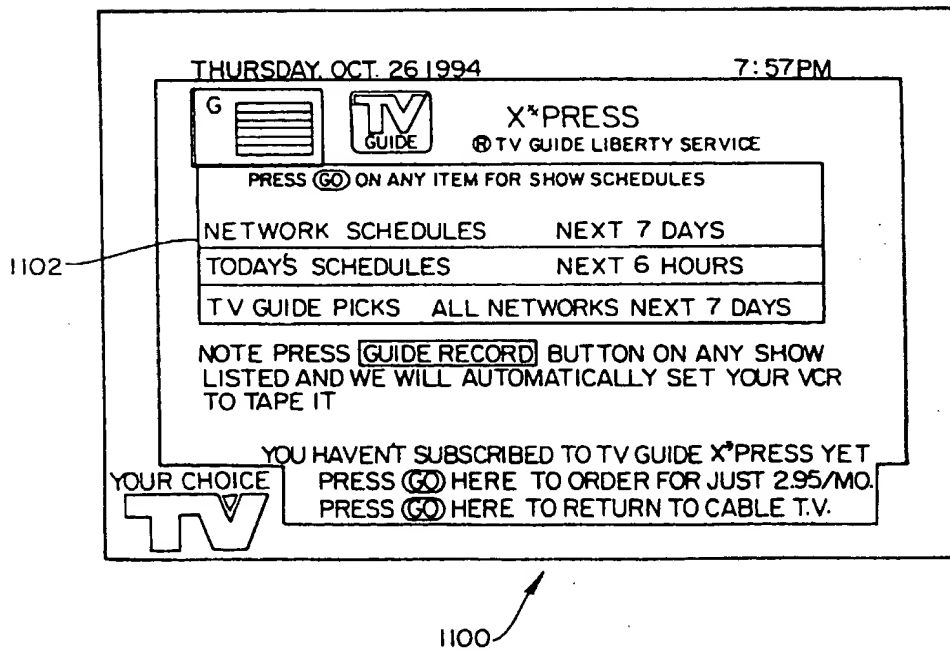 THURSDAY. OCT. 26 1994 7:57PM
G TV GUIDE X*PRESS
® TV GUIDE LIBERTY SERVICE
PRESS GO ON ANY ITEM FOR SHOW SCHEDULES
NETWORK SCHEDULES NEXT 7 DAYS
1102
TODAY'S SCHEDULES NEXT 6 HOURS
TV GUIDE PICKS ALL NETWORKS NEXT 7 DAYS
NOTE PRESS GUIDE RECORD BUTTON ON ANY SHOW
LISTED AND WE WILL AUTOMATICALLY SET YOUR VCR
TO TAPE IT
YOU HAVEN'T SUBSCRIBED TO TV GUIDE X*PRESS YET
YOUR CHOICE PRESS GO HERE TO ORDER FOR JUST 2.95/MO.
TV PRESS GO HERE TO RETURN TO CABLE T.V.
1100